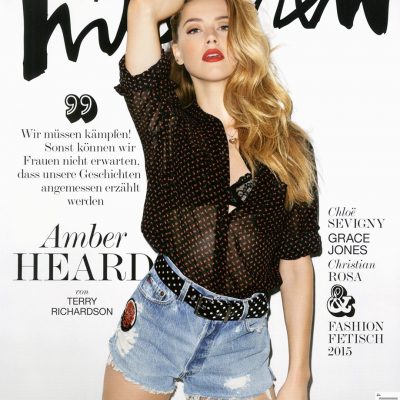 Interview
”
Wir müssen kämpfen!
Sonst können wir
Frauen nicht erwarten,
dass unsere Geschichten
angemessen erzählt
werden
Amber
HEARD
von
TERRY
RICHARDSON
Chloë
SEVIGNY
GRACE
JONES
Christian
ROSA
&
FASHION
FETISCH
2015